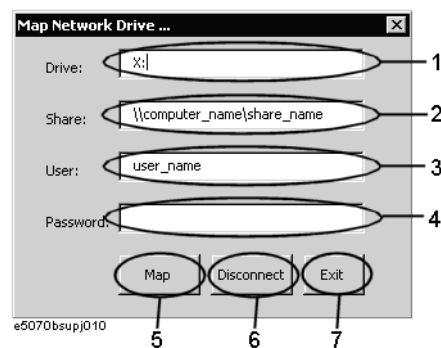 Map Network Drive ...
Drive: X: 1
Share: \\computer_name\share_name 2
User: user_name 3
Password: 4
Map Disconnect Exit
e5070bsupj010
5 6 7